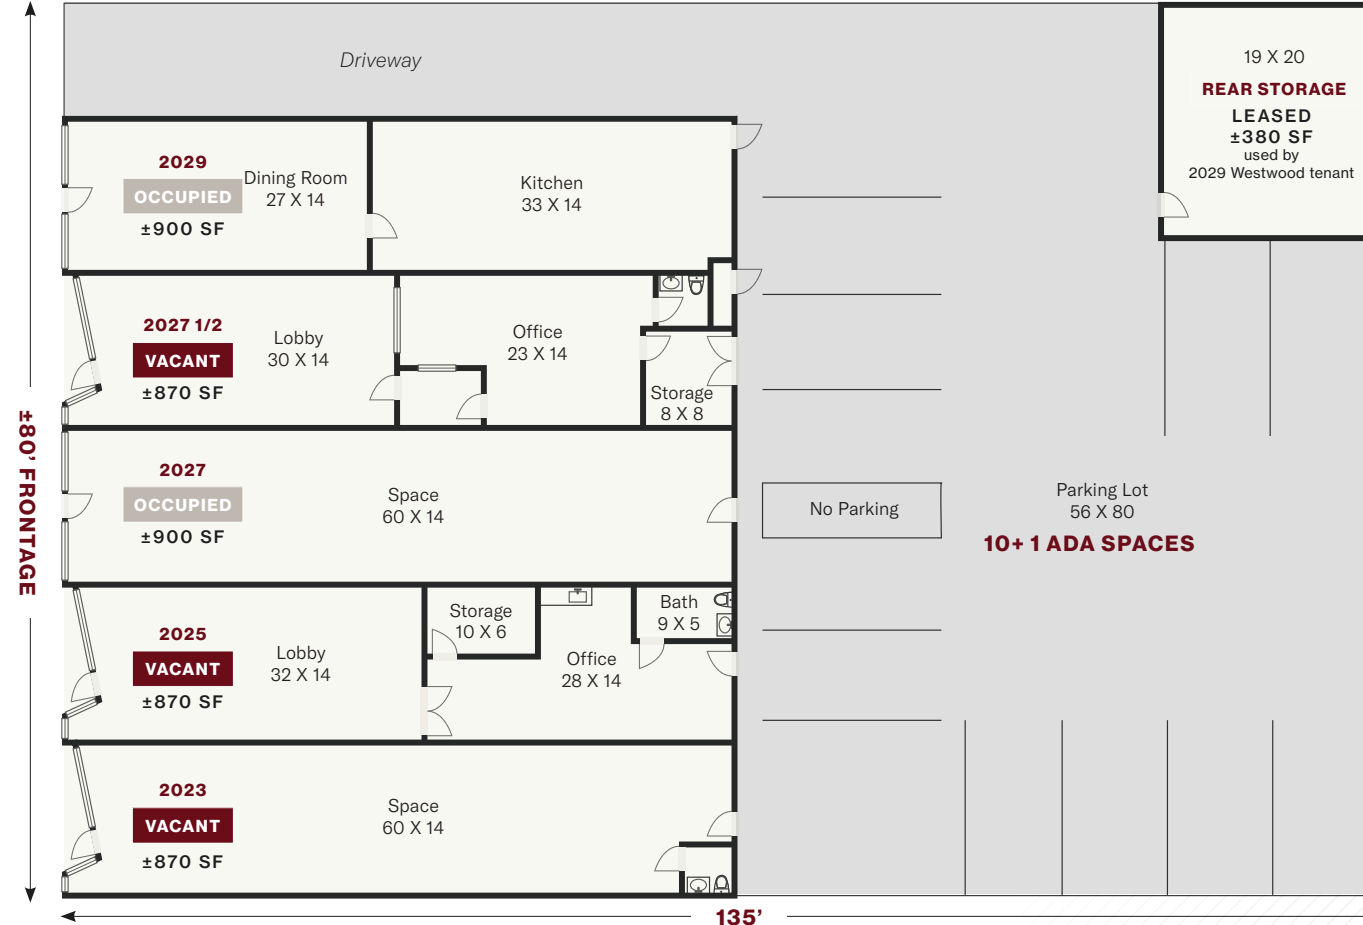 Driveway
19 X 20
REAR STORAGE
LEASED
±380 SF
used by
2029 Westwood tenant
2029
OCCUPIED
±900 SF
Dining Room
27 X 14
Kitchen
33 X 14
2027 1/2
VACANT
±870 SF
Lobby
30 X 14
Office
23 X 14
Storage
8 X 8
±80' FRONTAGE
2027
OCCUPIED
±900 SF
Space
60 X 14
No Parking
Parking Lot
56 X 80
10+ 1 ADA SPACES
2025
VACANT
±870 SF
Lobby
32 X 14
Storage
10 X 6
Office
28 X 14
Bath
9 X 5
2023
VACANT
±870 SF
Space
60 X 14
135'